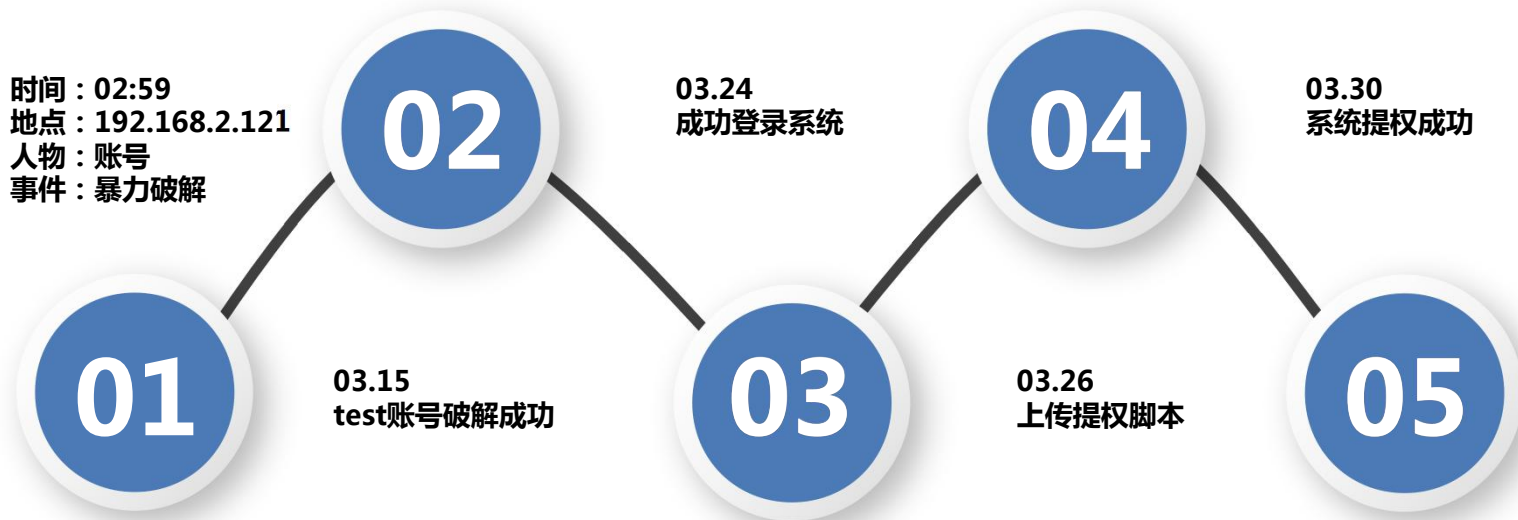 时间：02:59
地点：192.168.2.121
人物：账号
事件：暴力破解
01
02
03.15
test账号破解成功
03.24
成功登录系统
03
04
03.26
上传提权脚本
03.30
系统提权成功
05